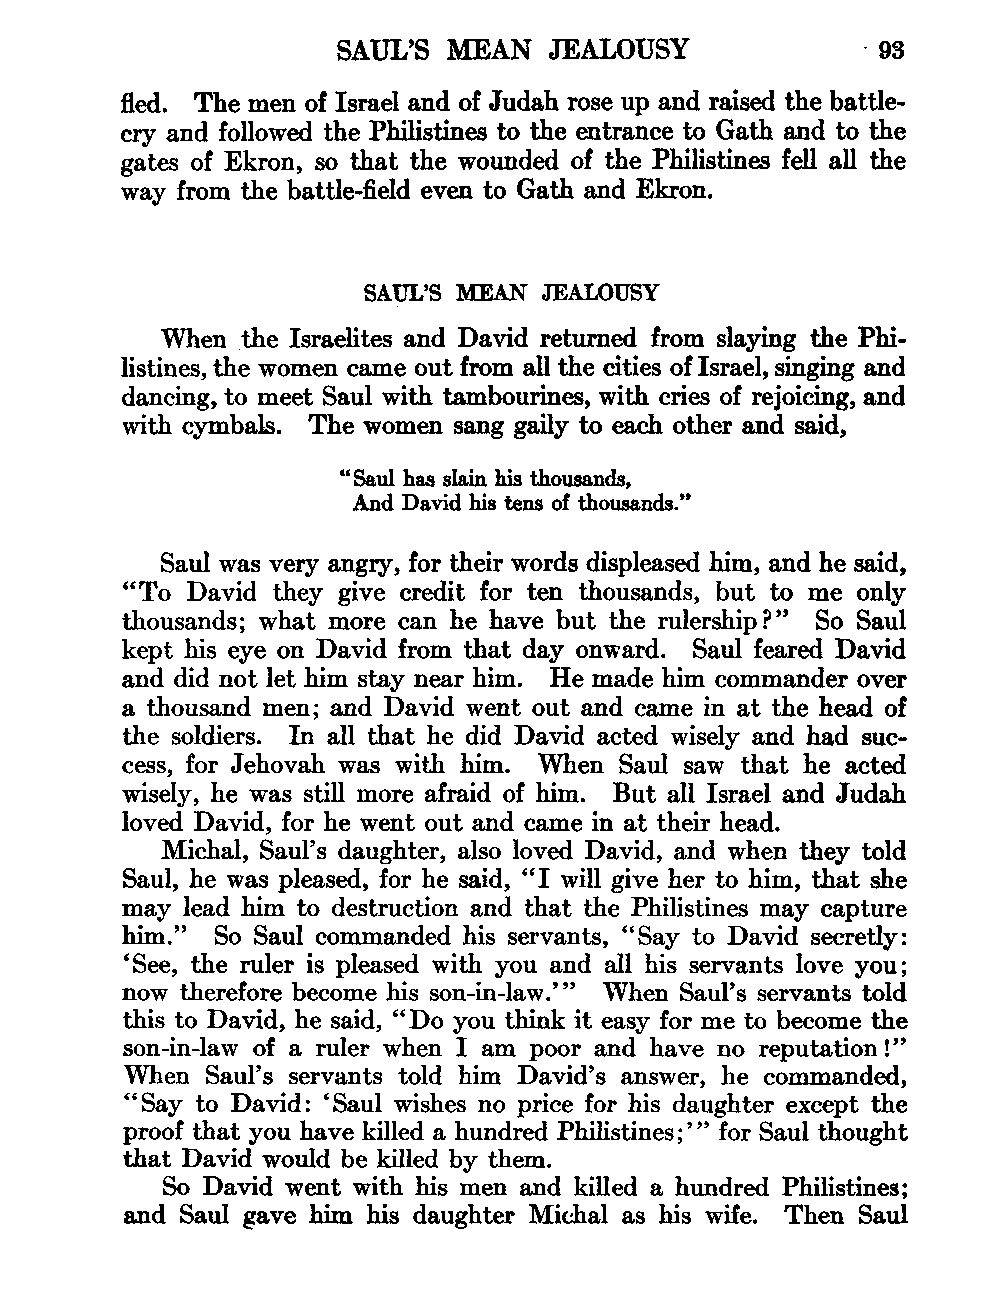 SAUL'S MEAN JEALOUSY 93
fled. The men of Israel and of Judah rose up and raised the battle-
cry and followed the Philistines to the entrance to Gath and to the
gates of Ekron, so that the wounded of the Philistines fell all the
way from the battle-field even to Gath and Ekron.
SAUL'S MEAN JEALOUSY
When the Israelites and David returned from slaying the Phi-
listines, the women came out from all the cities of Israel, singing and
dancing, to meet Saul with tambourines, with cries of rejoicing, and
with cymbals. The women sang gaily to each other and said,
"Saul has slain his thousands,
And David his tens of thousands."
Saul was very angry, for their words displeased him, and he said,
"To David they give credit for ten thousands, but to me only
thousands; what more can he have but the rulership?" So Saul
kept his eye on David from that day onward. Saul feared David
and did not let him stay near him. He made him commander over
a thousand men; and David went out and came in at the head of
the soldiers. In all that he did David acted wisely and had suc-
cess, for Jehovah was with him. When Saul saw that he acted
wisely, he was still more afraid of him. But all Israel and Judah
loved David, for he went out and came in at their head.
Michal, Saul's daughter, also loved David, and when they told
Saul, he was pleased, for he said, "I will give her to him, that she
may lead him to destruction and that the Philistines may capture
him." So Saul commanded his servants, "Say to David secretly:
'See, the ruler is pleased with you and all his servants love you;
now therefore become his son-in-law.'" When Saul's servants told
this to David, he said, "Do you think it easy for me to become the
son-in-law of a ruler when I am poor and have no reputation!"
When Saul's servants told him David's answer, he commanded,
"Say to David: 'Saul wishes no price for his daughter except the
proof that you have killed a hundred Philistines;'" for Saul thought
that David would be killed by them.
So David went with his men and killed a hundred Philistines;
and Saul gave him his daughter Michal as his wife. Then Saul